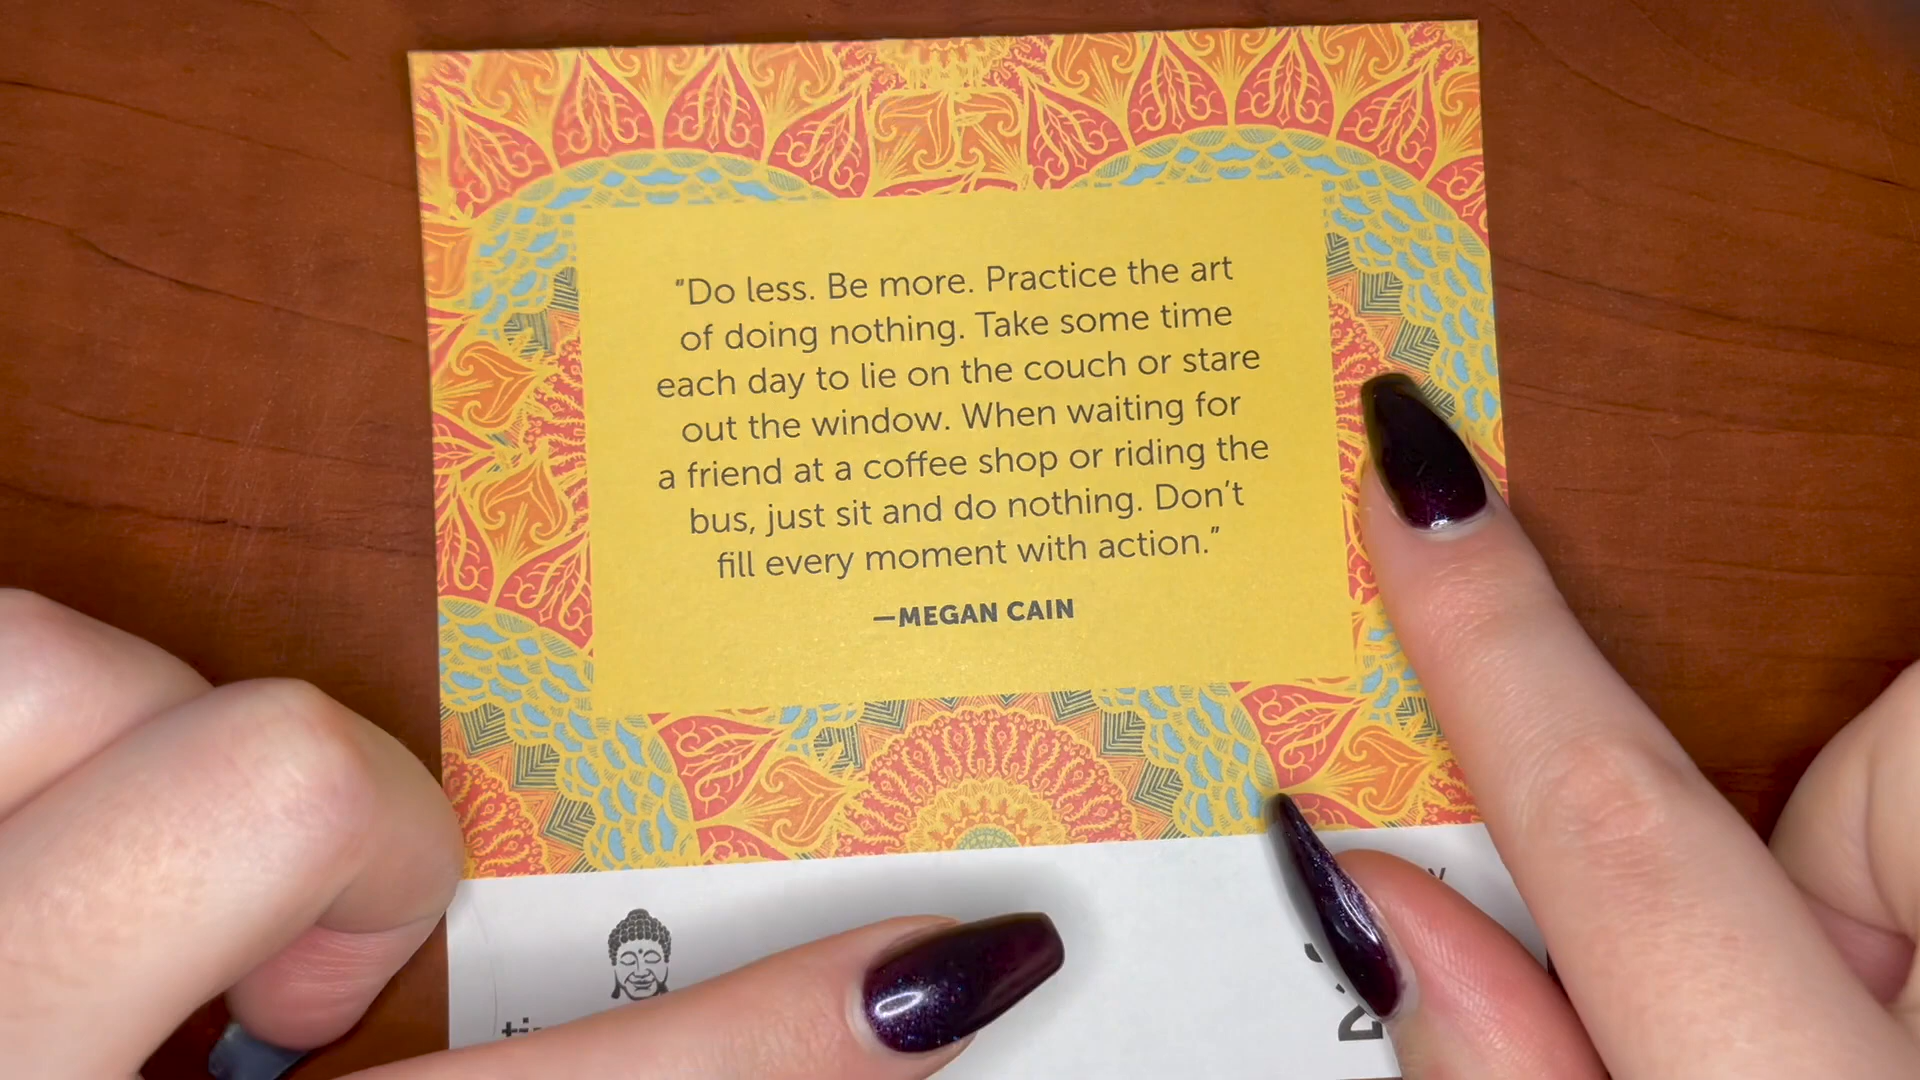 "Do less. Be more. Practice the art
of doing nothing. Take some time
each day to lie on the couch or stare
out the window. When waiting for
a friend at a coffee shop or riding the
bus, just sit and do nothing. Don't
fill every moment with action."
—MEGAN CAIN